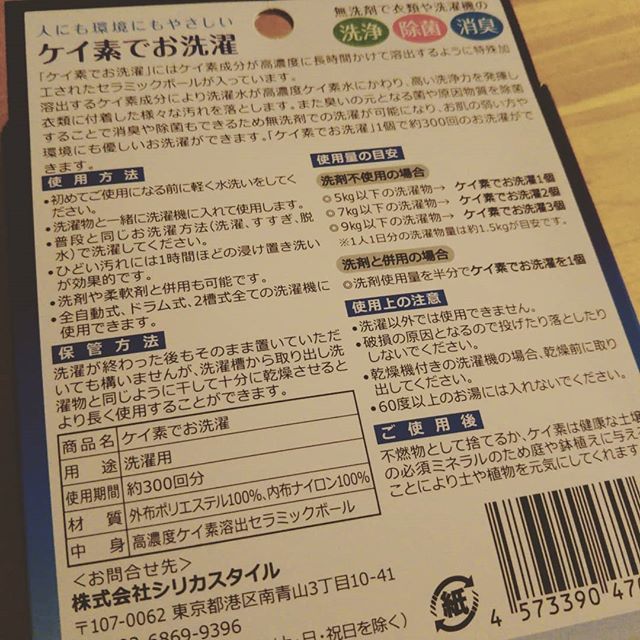 人にも環境にもやさしい
ケイ素でお洗濯
無洗剤で衣類や洗濯機の
洗浄 除菌 消臭
「ケイ素でお洗濯」にはケイ素成分が高濃度に長時間かけて溶出するように特殊加
工されたセラミックボールが入っています。
溶出するケイ素成分により洗濯水が高濃度ケイ素水にかわり、高い洗浄力を発揮し
衣類に付着した様々な汚れを落とします。また臭いの元となる菌や原因物質を除菌
することで消臭や除菌もできるため無洗剤での洗濯が可能になり、お肌の弱い方や
環境にも優しいお洗濯ができます。「ケイ素でお洗濯」1個で約300回のお洗濯がで
きます。
使用方法
•初めてご使用になる前に軽く水洗いをしてく
ださい。
•洗濯物と一緒に洗濯機に入れて使用します。
•普段と同じお洗濯方法(洗濯、すすぎ、脱
水)で洗濯してください。
•ひどい汚れには1時間ほどの浸け置き洗い
が効果的です。
•洗剤や柔軟剤と併用も可能です。
•全自動式、ドラム式、2槽式全ての洗濯機に
使用できます。
保管方法
洗濯が終わった後もそのまま置いていただ
いても構いませんが、洗濯槽から取り出し洗
濯物と同じように干して十分に乾燥させると
より長く使用することができます。
商品名 ケイ素でお洗濯
用途 洗濯用
使用期間 約300回分
材質 外布ポリエステル100%、内布ナイロン100%
中身 高濃度ケイ素溶出セラミックボール
<お問合せ先>
株式会社シリカスタイル
〒107-0062 東京都港区南青山3丁目10-41
6869-9396
日・祝日を除く)
使用量の目安
洗剤不使用の場合
◎5kg以下の洗濯物→ ケイ素でお洗濯1個
◎7kg以下の洗濯物→ ケイ素でお洗濯2個
◎9kg以下の洗濯物→ ケイ素でお洗濯3個
※1人1日分の洗濯物量は約1.5kgが目安です。
洗剤と併用の場合
◎洗剤使用量を半分でケイ素でお洗濯を1個
使用上の注意
•洗濯以外では使用できません。
•破損の原因となるので投げたり落としたり
しないでください。
•乾燥機付きの洗濯機の場合、乾燥前に取り
出してください。
•60度以上のお湯には入れないでください。
ご使用後
不燃物として捨てるか、ケイ素は健康な土壌
の必須ミネラルのため庭や鉢植えに与える
ことにより土や植物を元気にしてくれます
紙
4 573390 47